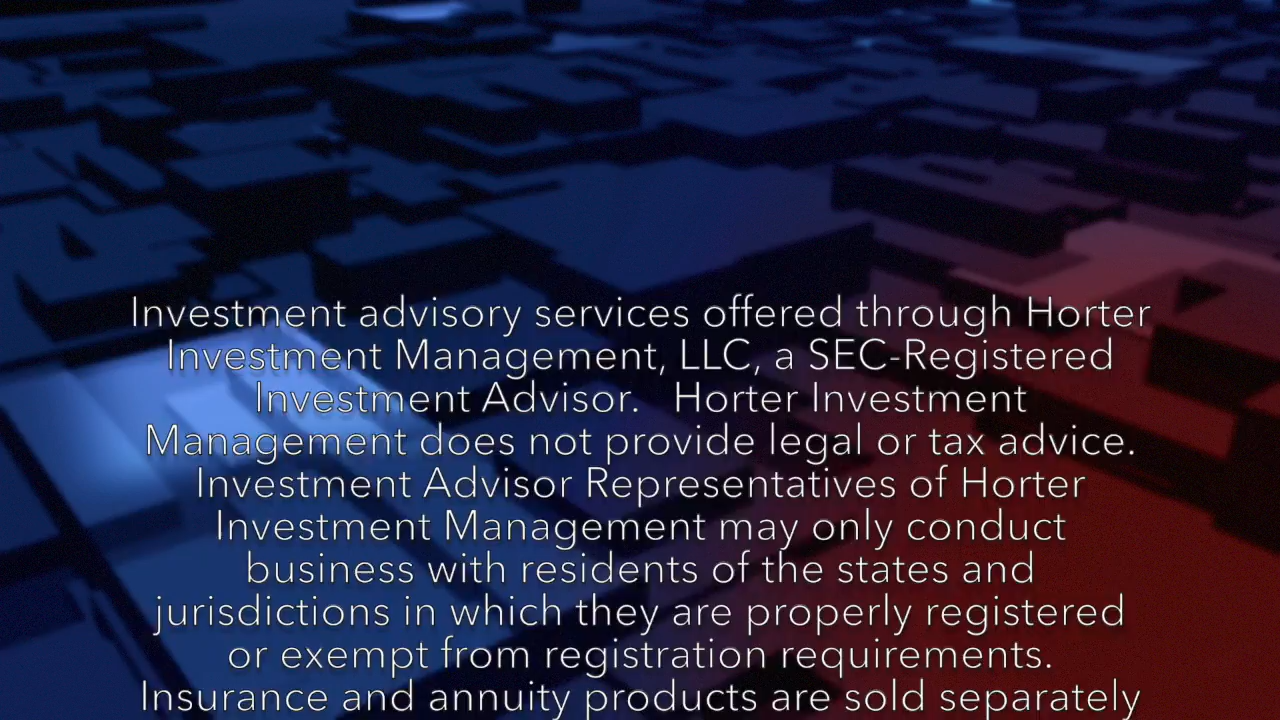 Investment advisory services offered through Horter
Investment Management, LLC, a SEC-Registered
Investment Advisor.   Horter Investment
Management does not provide legal or tax advice.
Investment Advisor Representatives of Horter
Investment Management may only conduct
business with residents of the states and
jurisdictions in which they are properly registered
or exempt from registration requirements.
Insurance and annuity products are sold separately